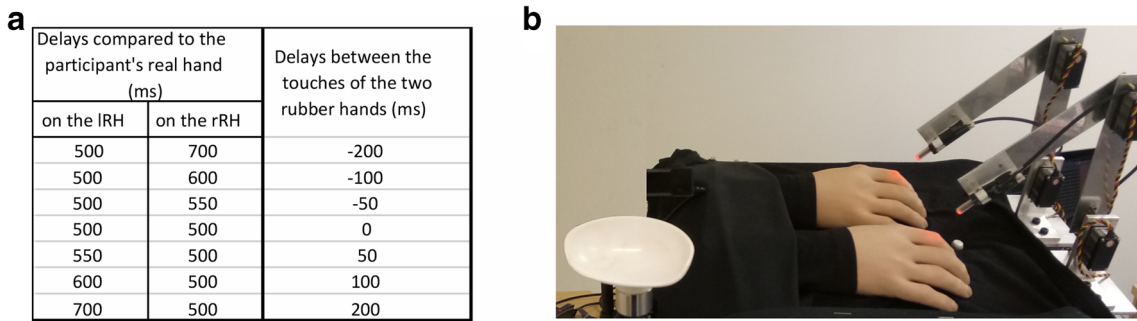 a
Delays compared to the
participant's real hand
(ms)
Delays between the
touches of the two
rubber hands (ms)
on the lRH on the rRH
500 700 -200
500 600 -100
500 550 -50
500 500 0
550 500 50
600 500 100
700 500 200
b